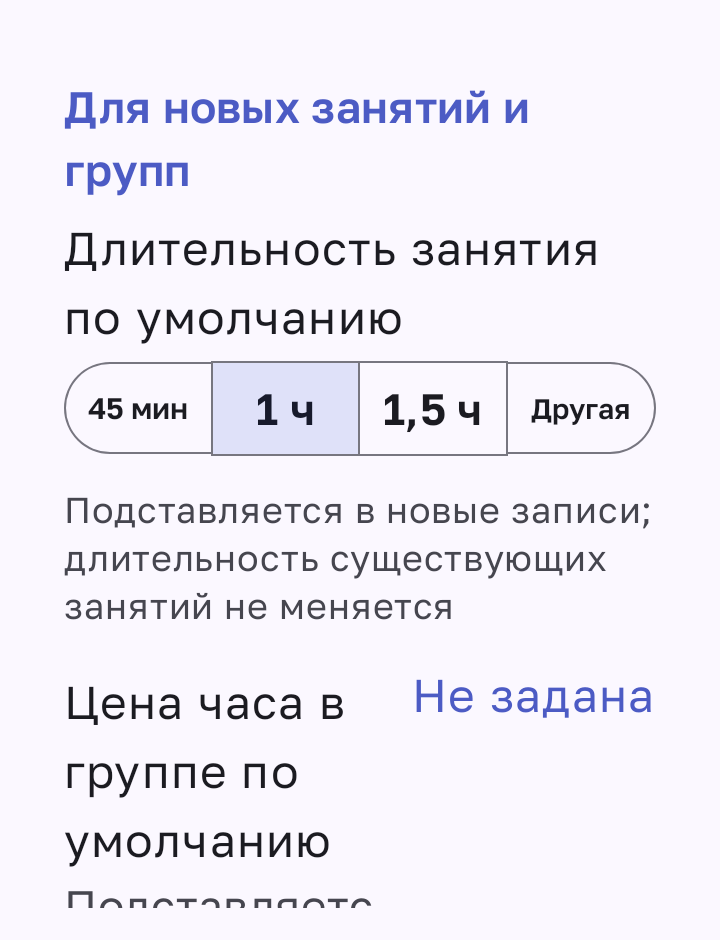 Для новых занятий и
групп
Длительность занятия
по умолчанию
45 мин 1 ч 1,5 ч Другая
Подставляется в новые записи;
длительность существующих
занятий не меняется
Цена часа в Не задана
группе по
умолчанию